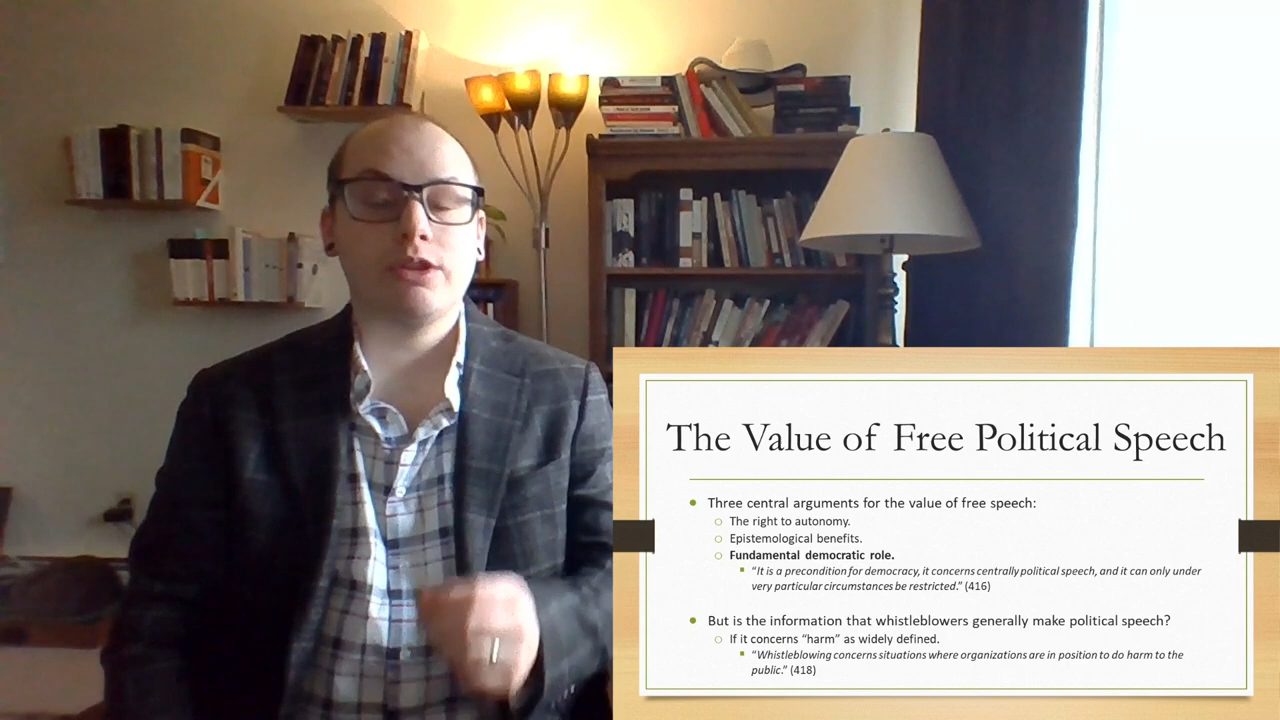 The Value of Free Political Speech
Three central arguments for the value of free speech:
The right to autonomy.
Epistemological benefits.
Fundamental democratic role.
“It is a precondition for democracy, it concerns centrally political speech, and it can only under
very particular circumstances be restricted.” (416)
But is the information that whistleblowers generally make political speech?
If it concerns “harm” as widely defined.
“Whistleblowing concerns situations where organizations are in position to do harm to the
public.” (418)